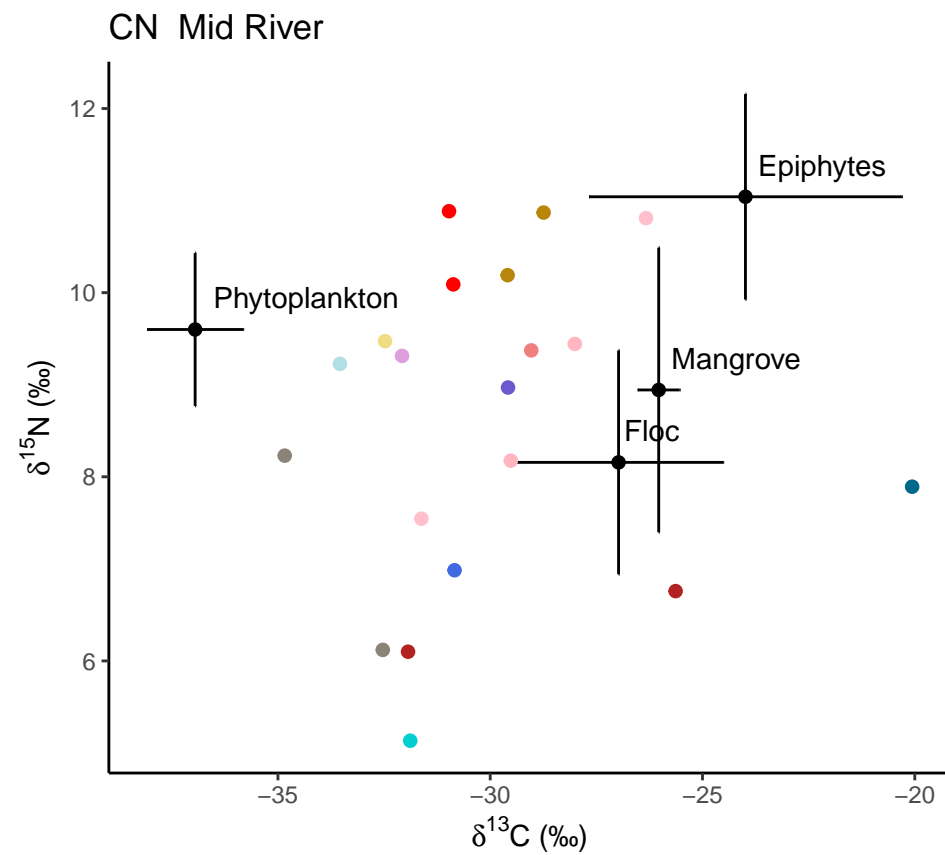 CN  Mid River
12
Epiphytes
10
Phytoplankton
Mangrove
Floc
8
6
δ¹⁵N (‰)
−35
−30
−25
−20
δ¹³C (‰)